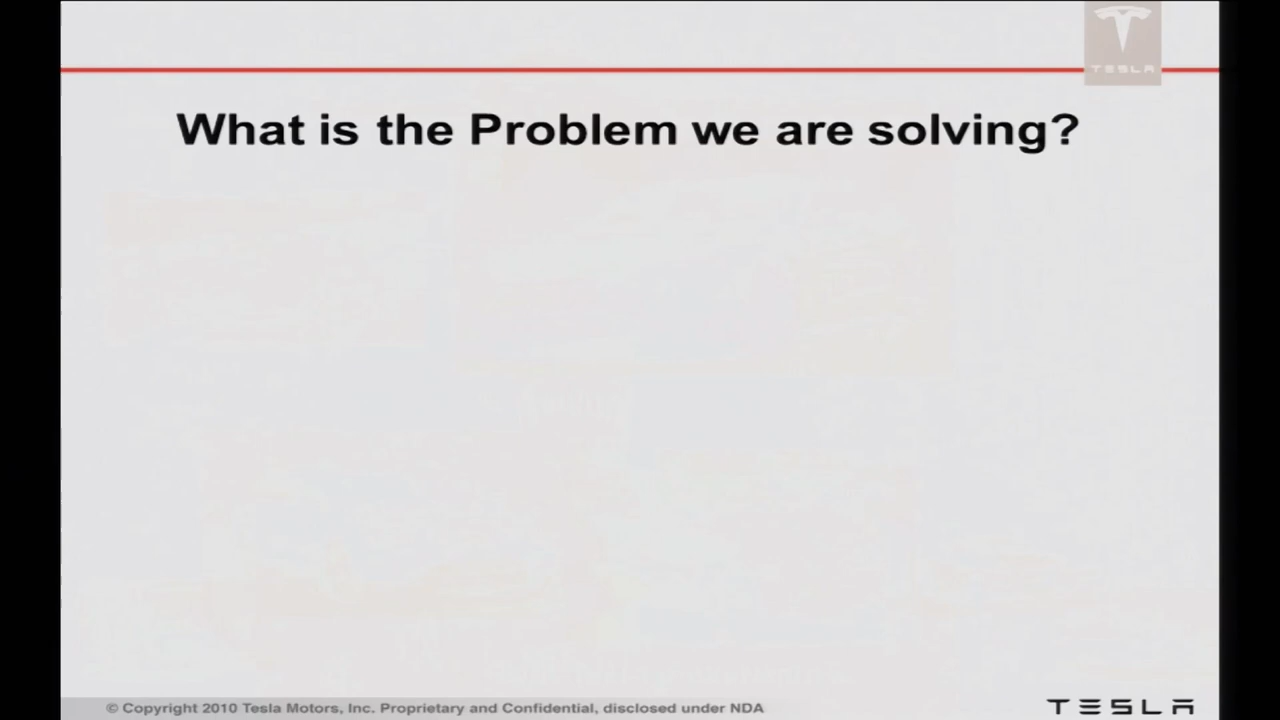 TESLA
What is the Problem we are solving?
© Copyright 2010 Tesla Motors, Inc. Proprietary and Confidential, disclosed under NDA
TESLA